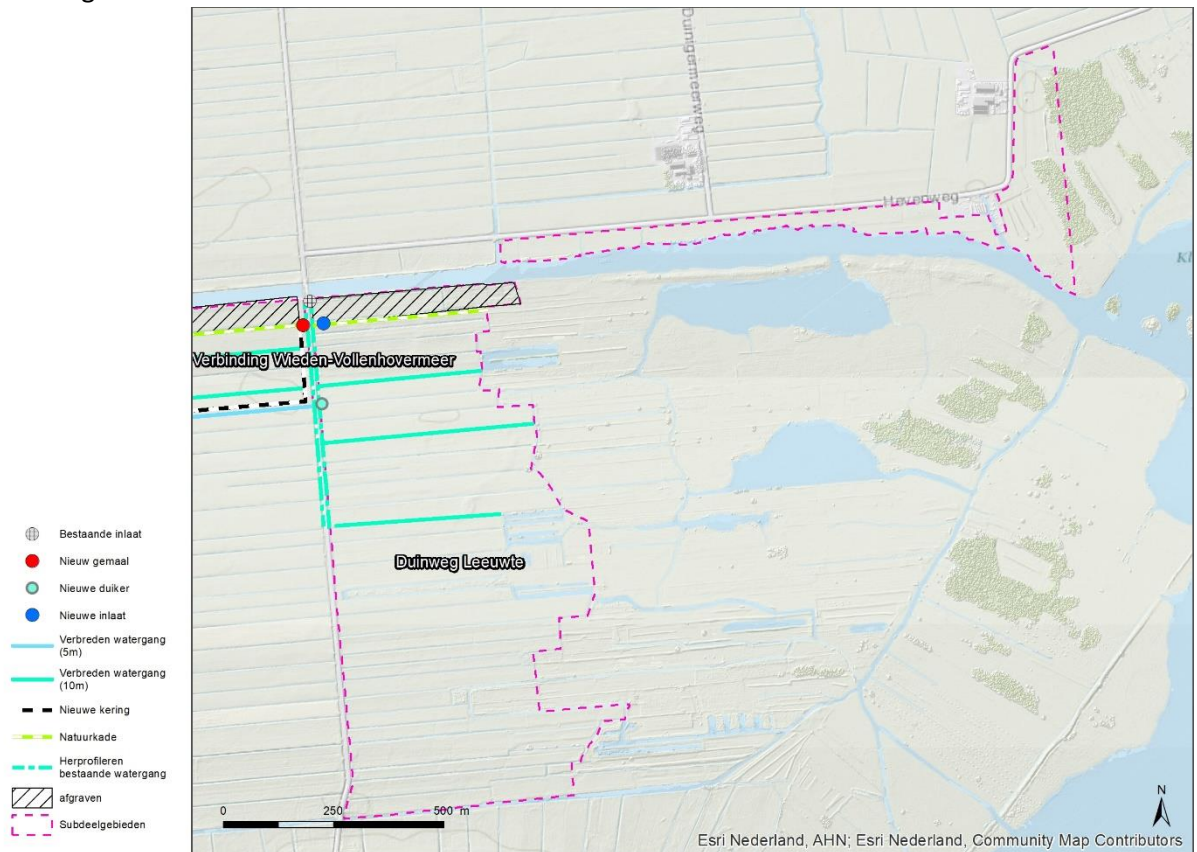 Duinigermeerweg
Havenweg
Kl
Verbinding Wieden-Vollenhovermeer
Duinweg Leeuwte
Bestaande inlaat
Nieuw gemaal
Nieuwe duiker
Nieuwe inlaat
Verbreden watergang
(5m)
Verbreden watergang
(10m)
Nieuwe kering
Natuurkade
Herprofileren
bestaande watergang
afgraven
Subdeelgebieden
0 250 500 m
N
Esri Nederland, AHN; Esri Nederland, Community Map Contributors